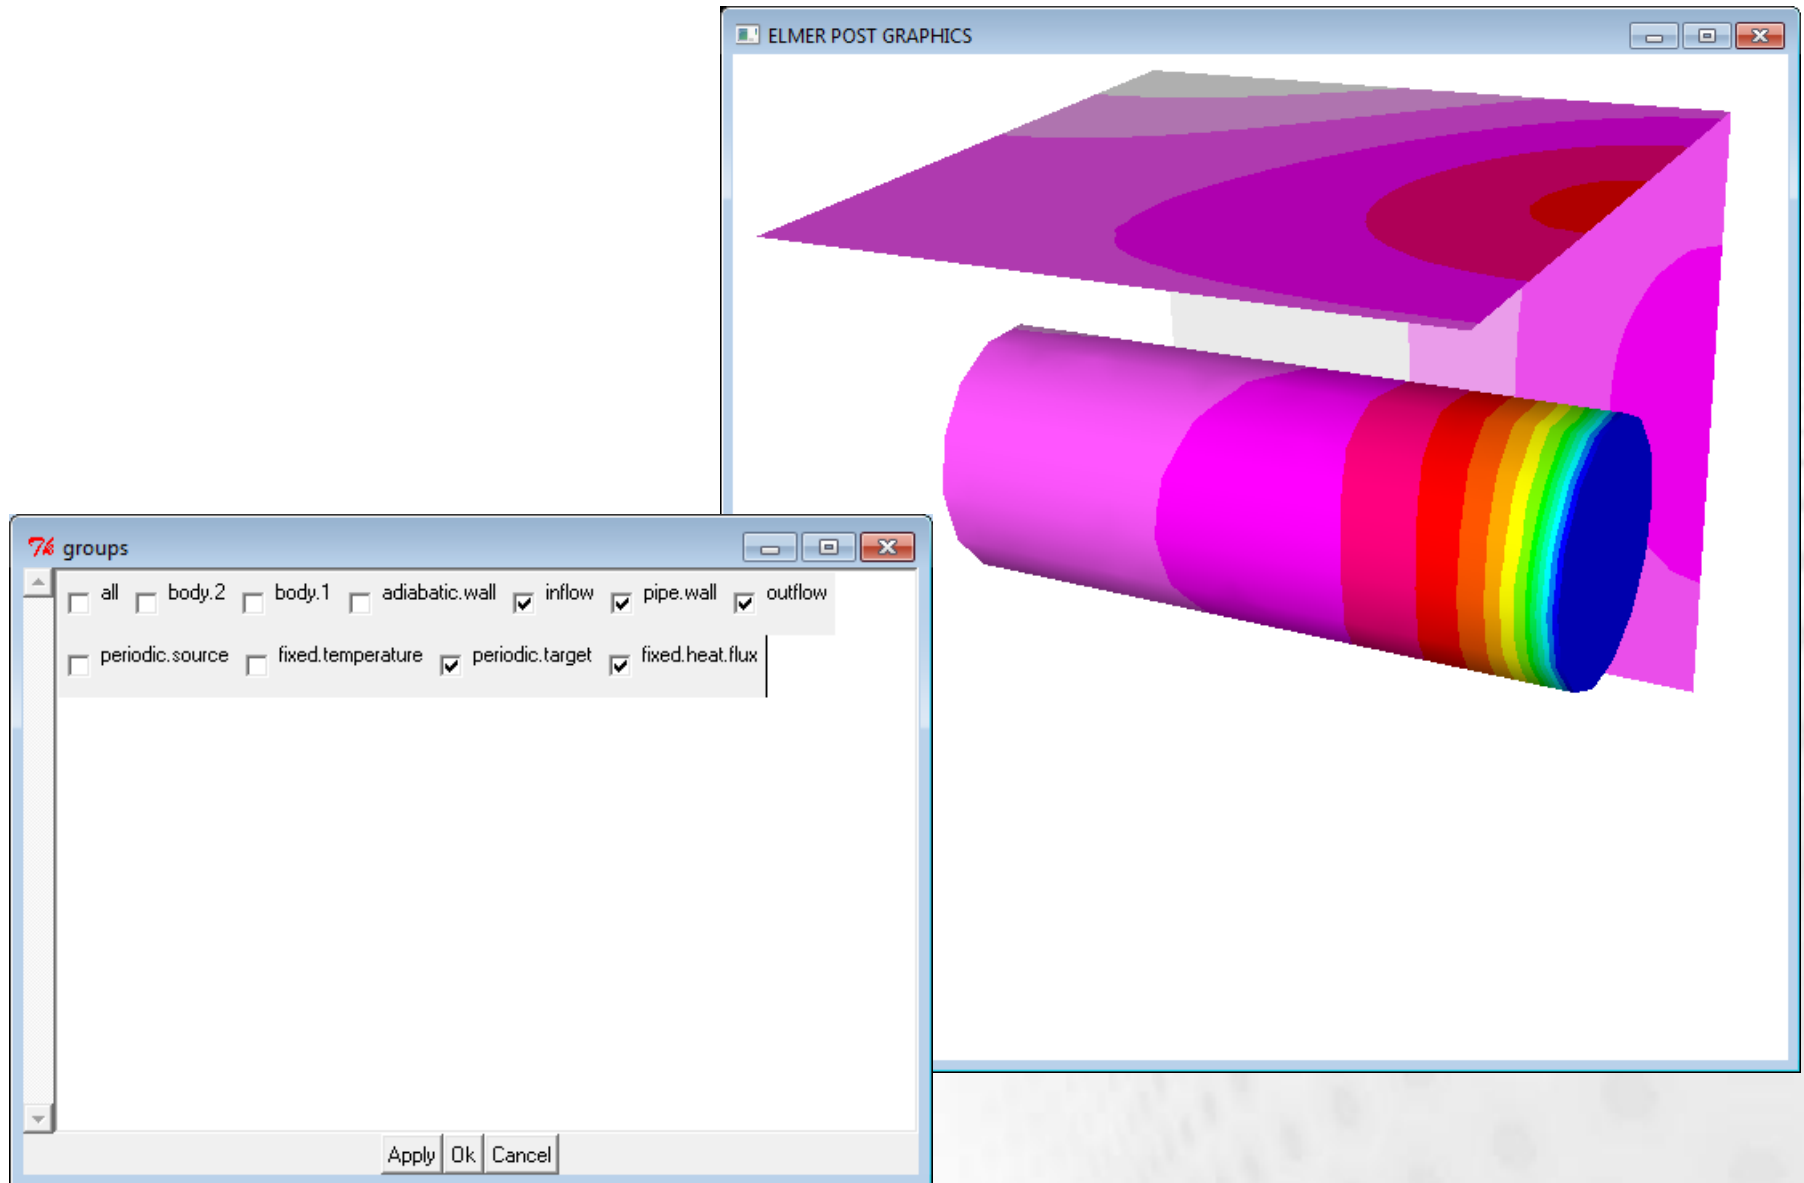 ELMER POST GRAPHICS
groups
all body.2 body.1 adiabatic.wall inflow pipe.wall outflow
periodic.source fixed.temperature periodic.target fixed.heat.flux
Apply Ok Cancel